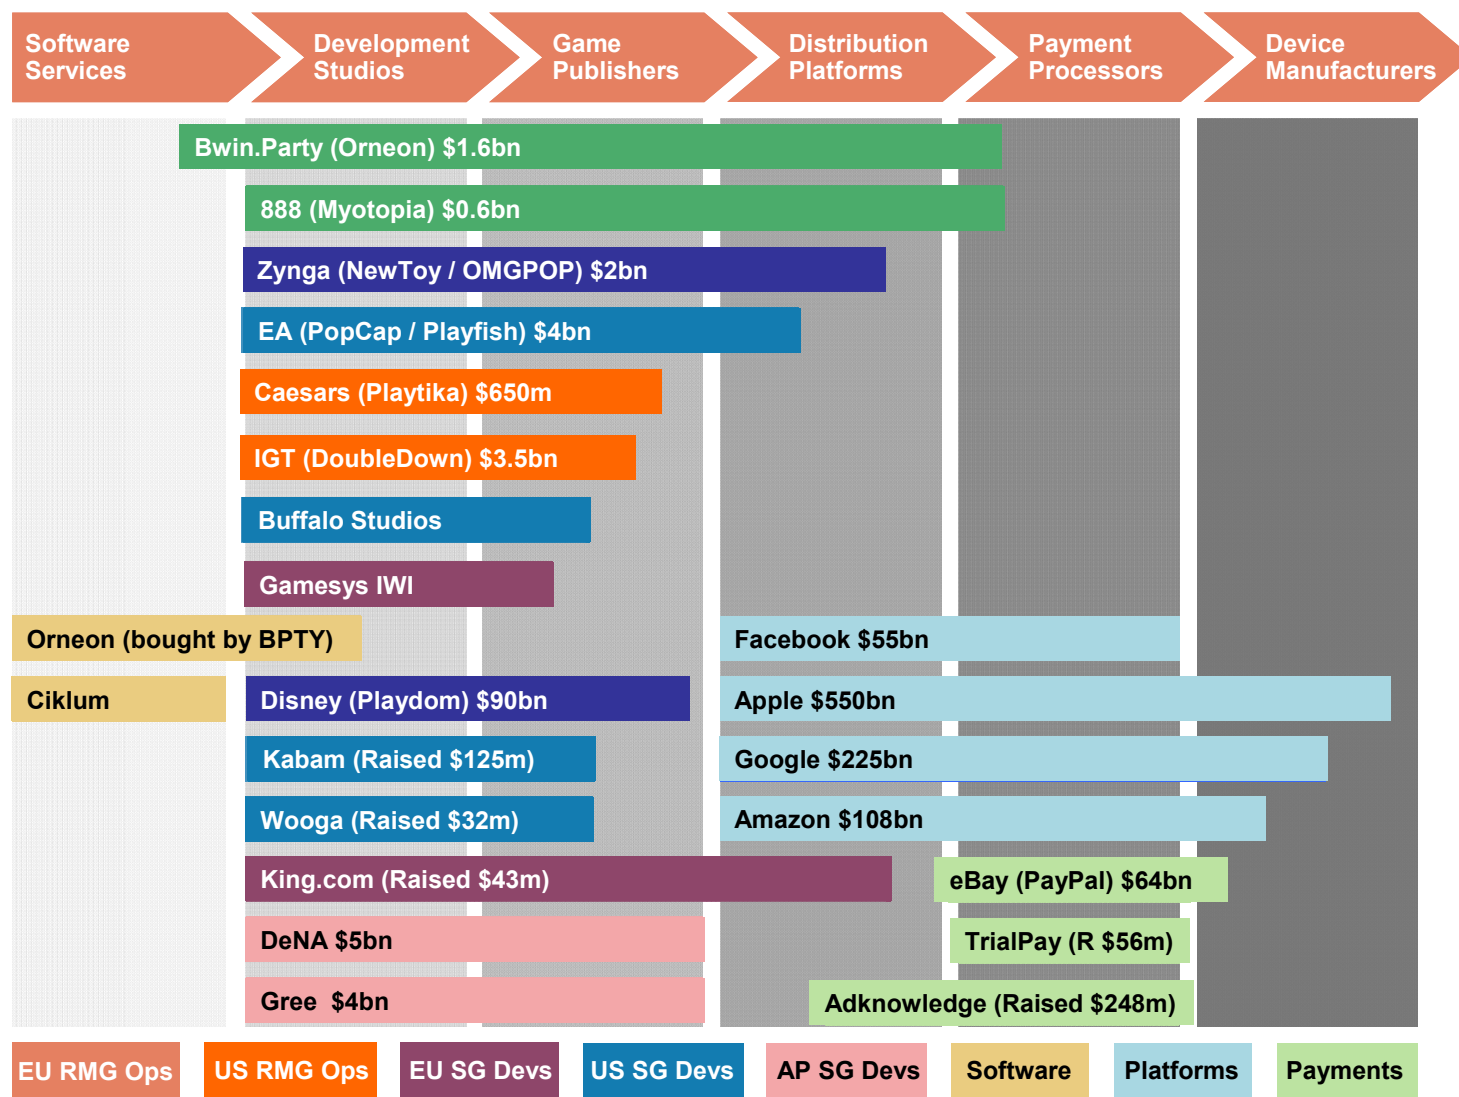 Software
Services
Development
Studios
Game
Publishers
Distribution
Platforms
Payment
Processors
Device
Manufacturers
Bwin.Party (Orneon) $1.6bn
888 (Myotopia) $0.6bn
Zynga (NewToy / OMGPOP) $2bn
EA (PopCap / Playfish) $4bn
Caesars (Playtika) $650m
IGT (DoubleDown) $3.5bn
Buffalo Studios
Gamesys IWI
Orneon (bought by BPTY)
Facebook $55bn
Ciklum
Disney (Playdom) $90bn
Apple $550bn
Kabam (Raised $125m)
Google $225bn
Wooga (Raised $32m)
Amazon $108bn
King.com (Raised $43m)
eBay (PayPal) $64bn
DeNA $5bn
TrialPay (R $56m)
Gree $4bn
Adknowledge (Raised $248m)
EU RMG Ops
US RMG Ops
EU SG Devs
US SG Devs
AP SG Devs
Software
Platforms
Payments